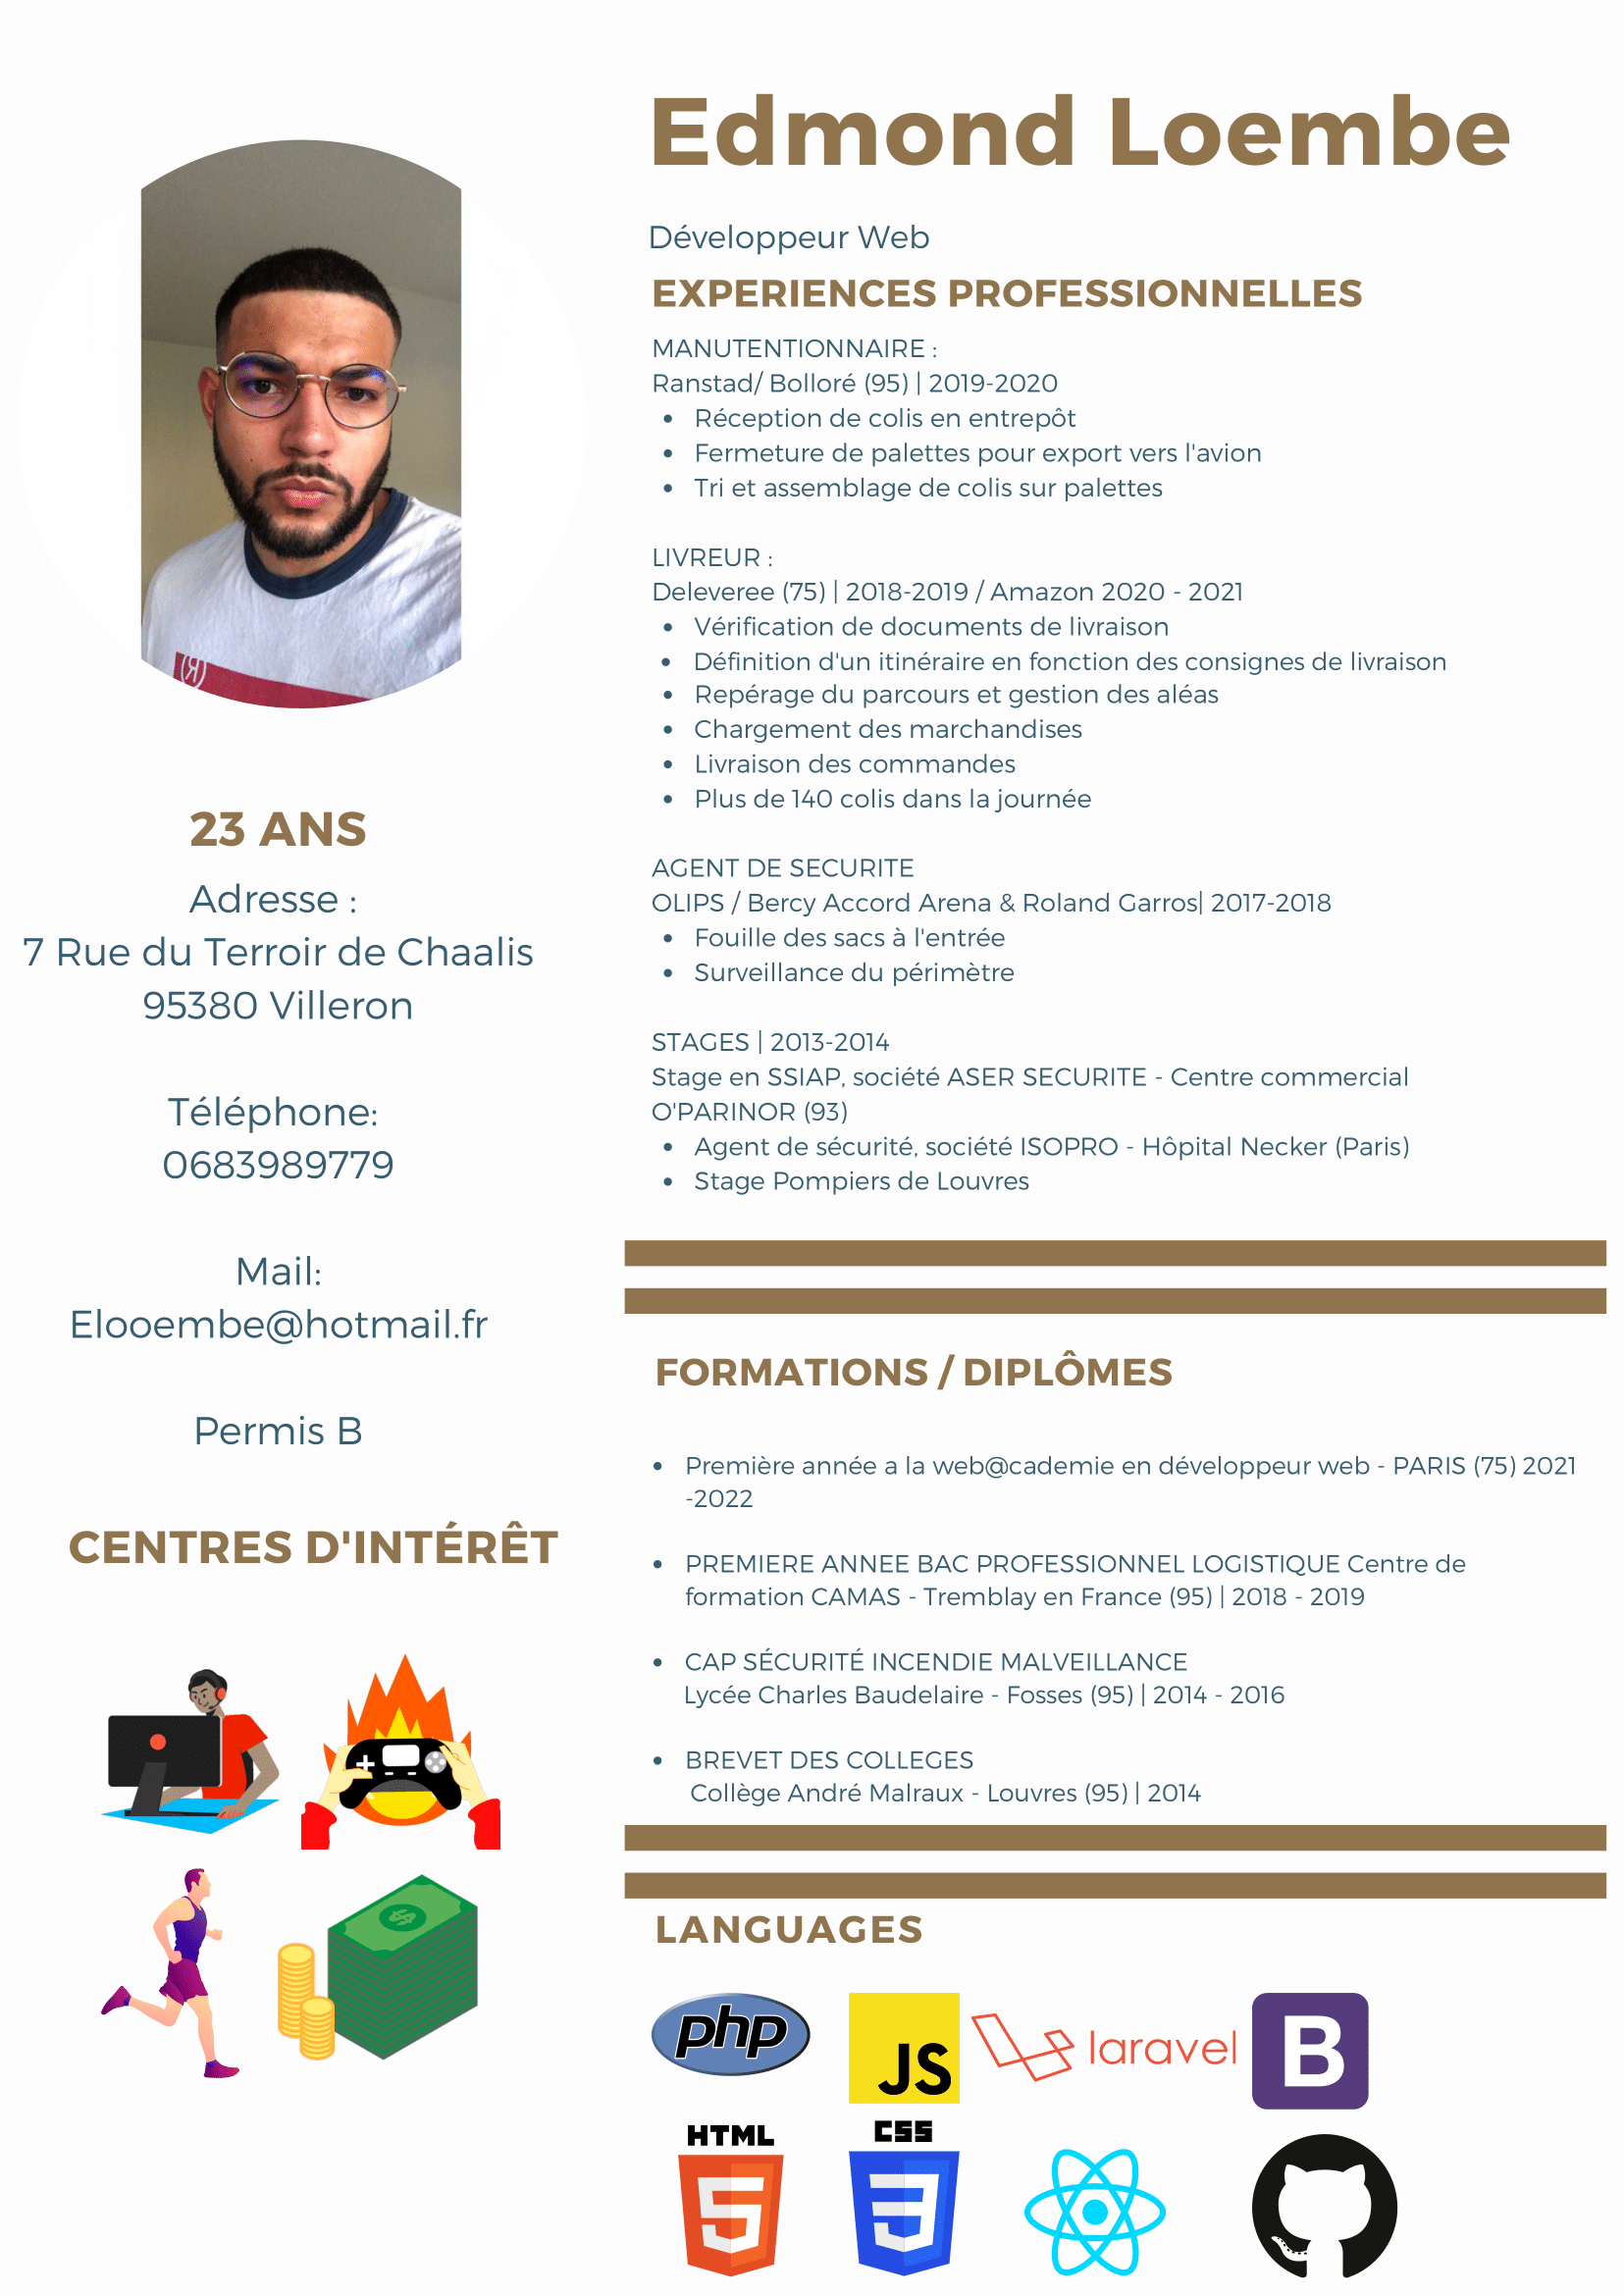 Edmond Loembe
Développeur Web
EXPERIENCES PROFESSIONNELLES
MANUTENTIONNAIRE :
Ranstad/ Bolloré (95) | 2019-2020
• Réception de colis en entrepôt
• Fermeture de palettes pour export vers l'avion
• Tri et assemblage de colis sur palettes
LIVREUR :
Deleveree (75) | 2018-2019 / Amazon 2020 - 2021
• Vérification de documents de livraison
• Définition d'un itinéraire en fonction des consignes de livraison
• Repérage du parcours et gestion des aléas
• Chargement des marchandises
• Livraison des commandes
• Plus de 140 colis dans la journée
AGENT DE SECURITE
OLIPS / Bercy Accord Arena & Roland Garros| 2017-2018
• Fouille des sacs à l'entrée
• Surveillance du périmètre
STAGES | 2013-2014
Stage en SSIAP, société ASER SECURITE - Centre commercial
O'PARINOR (93)
• Agent de sécurité, société ISOPRO - Hôpital Necker (Paris)
• Stage Pompiers de Louvres
23 ANS
Adresse :
7 Rue du Terroir de Chaalis
95380 Villeron
Téléphone:
0683989779
Mail:
Elooembe@hotmail.fr
Permis B
CENTRES D'INTÉRÊT
FORMATIONS / DIPLÔMES
• Première année a la web@cademie en développeur web - PARIS (75) 2021
-2022
• PREMIERE ANNEE BAC PROFESSIONNEL LOGISTIQUE Centre de
formation CAMAS - Tremblay en France (95) | 2018 - 2019
• CAP SÉCURITÉ INCENDIE MALVEILLANCE
Lycée Charles Baudelaire - Fosses (95) | 2014 - 2016
• BREVET DES COLLEGES
Collège André Malraux - Louvres (95) | 2014
LANGUAGES
php
JS
laravel
B
HTML
5
CSS
3